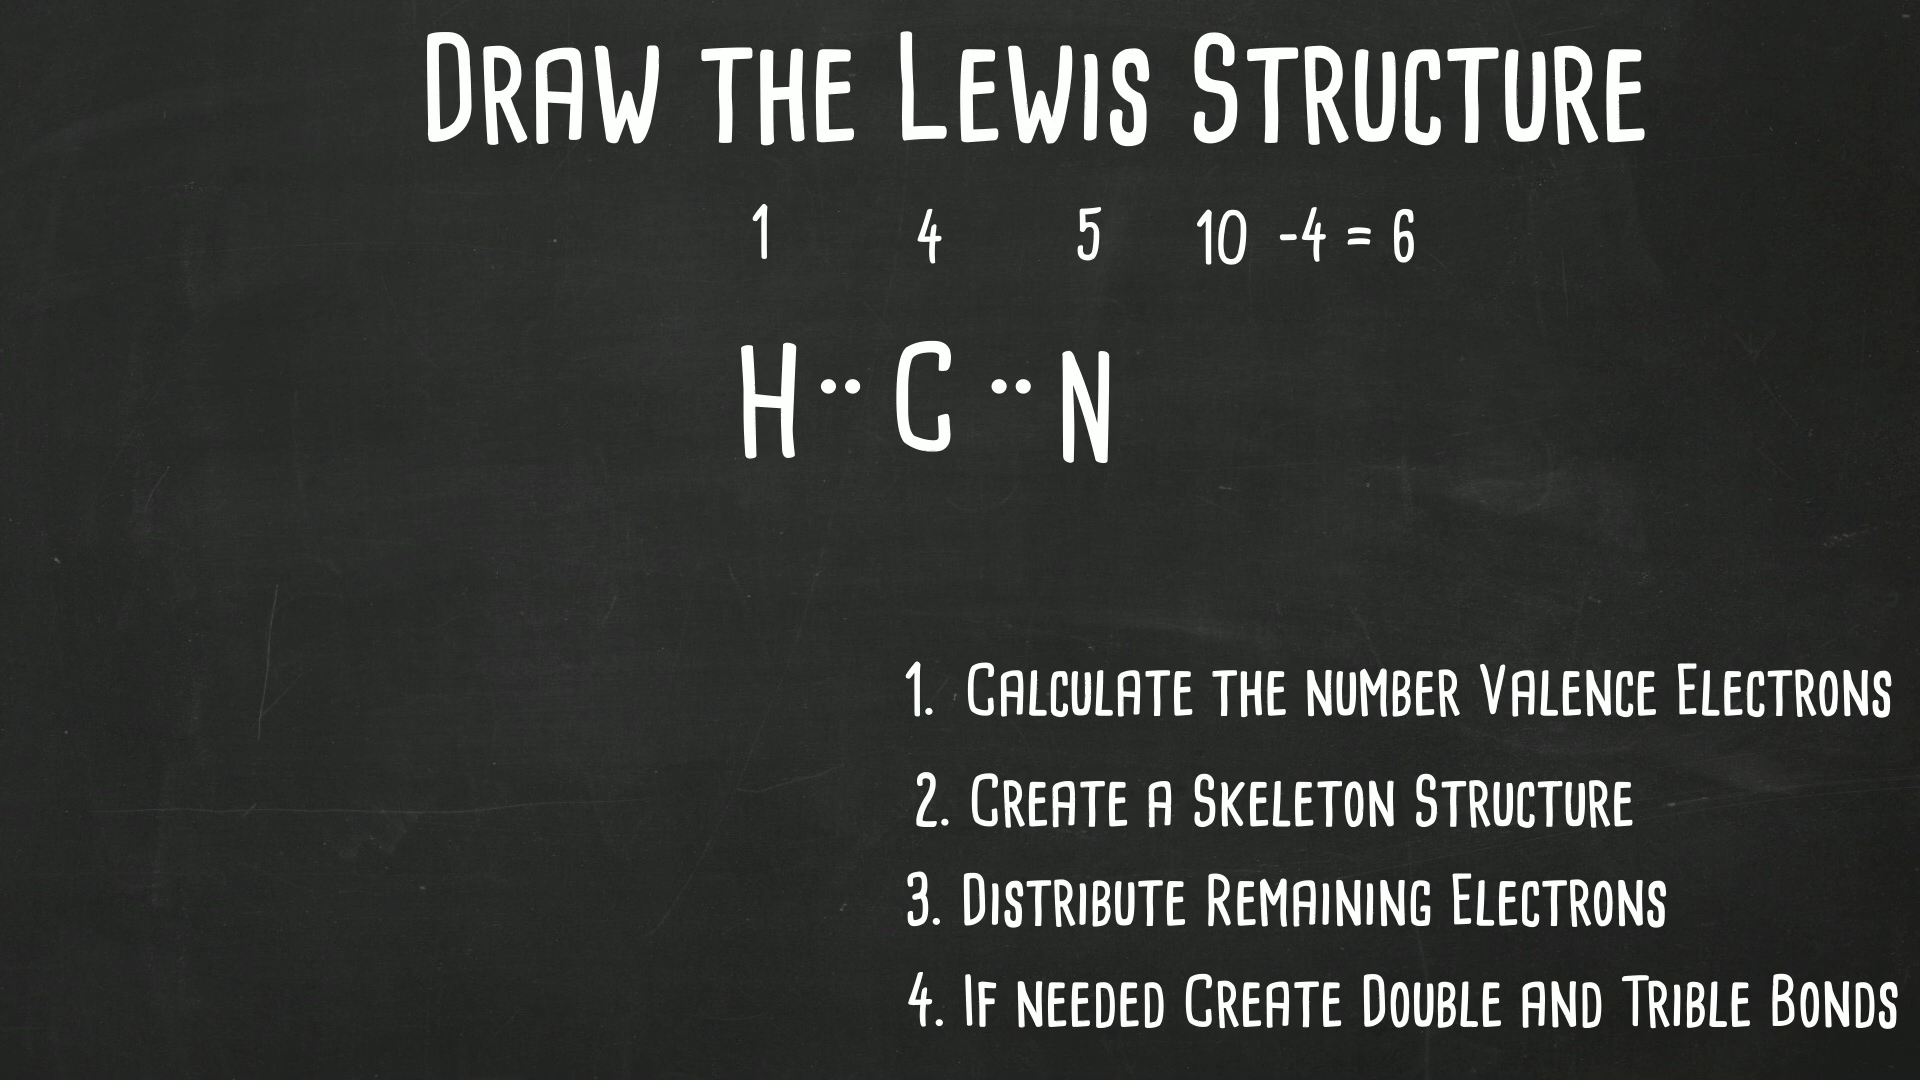 Draw the Lewis Structure
1 4 5 10 -4 = 6
H •• C •• N
1. Calculate the number Valence Electrons
2. Create a Skeleton Structure
3. Distribute Remaining Electrons
4. If needed Create Double and Trible Bonds